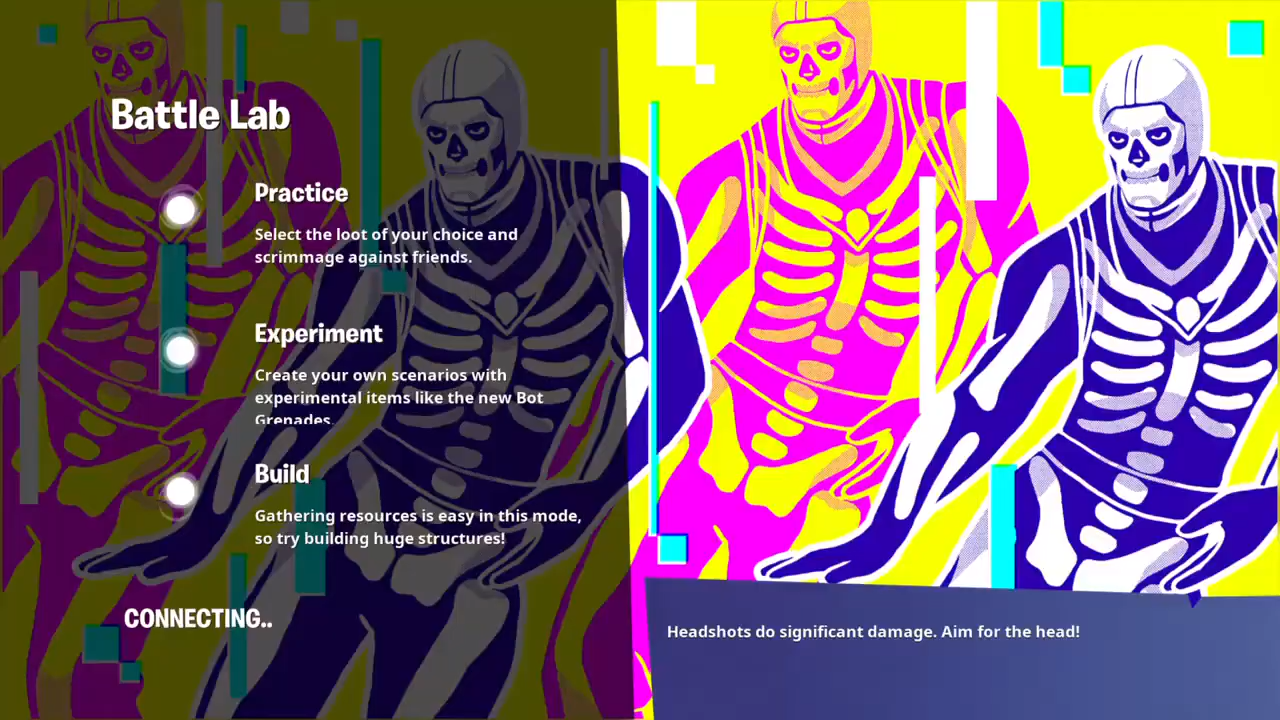 Battle Lab
Practice
Select the loot of your choice and
scrimmage against friends.
Experiment
Create your own scenarios with
experimental items like the new Bot
Grenades.
Build
Gathering resources is easy in this mode,
so try building huge structures!
CONNECTING..
Headshots do significant damage. Aim for the head!